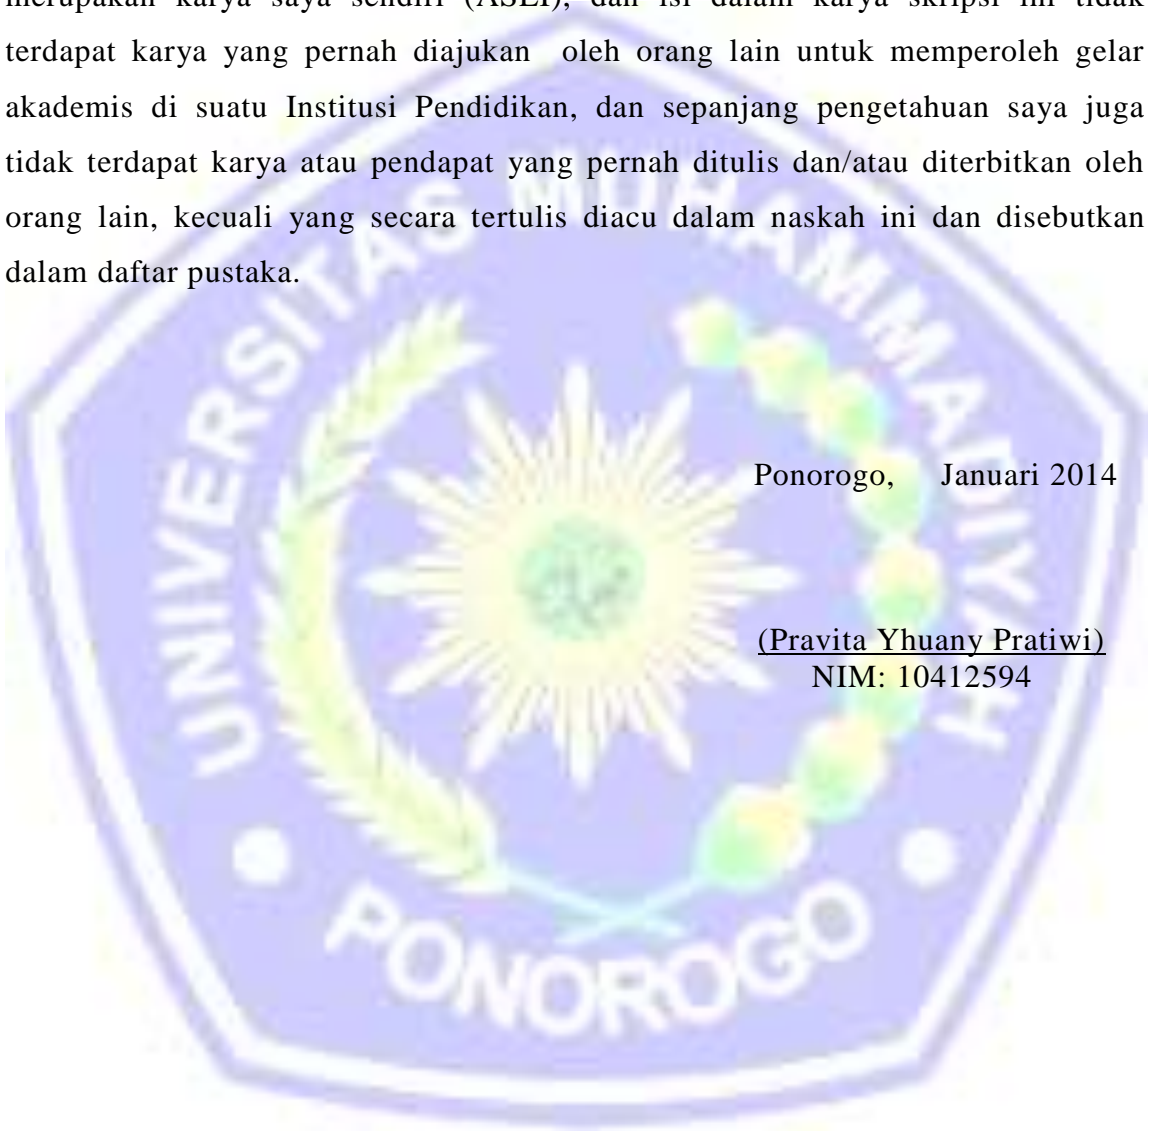 merupakan karya saya sendiri (ASLI), dan isi dalam karya skripsi ini tidak
terdapat karya yang pernah diajukan oleh orang lain untuk memperoleh gelar
akademis di suatu Institusi Pendidikan, dan sepanjang pengetahuan saya juga
tidak terdapat karya atau pendapat yang pernah ditulis dan/atau diterbitkan oleh
orang lain, kecuali yang secara tertulis diacu dalam naskah ini dan disebutkan
dalam daftar pustaka.
UNIVERSITAS MUHAMMADIYAH
Ponorogo, Januari 2014
(Pravita Yhuany Pratiwi)
NIM: 10412594
PONOROGO